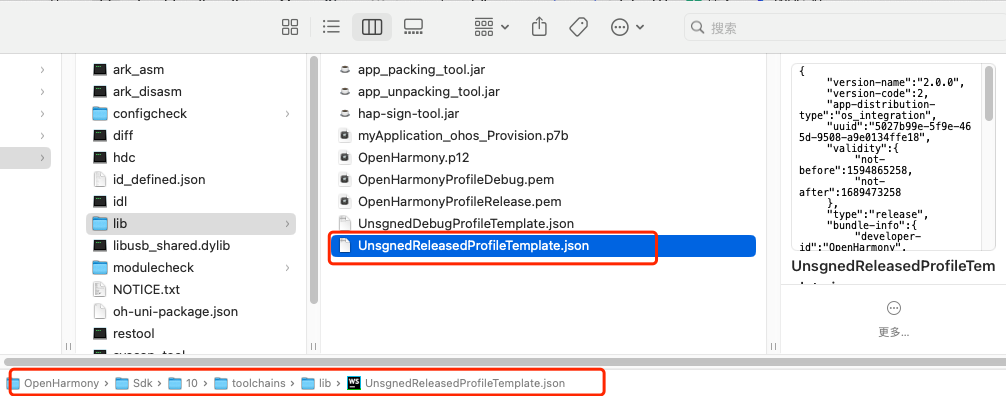 搜索
ark_asm
ark_disasm
configcheck
diff
hdc
id_defined.json
idl
lib
libusb_shared.dylib
modulecheck
NOTICE.txt
oh-uni-package.json
restool
app_packing_tool.jar
app_unpacking_tool.jar
hap-sign-tool.jar
myApplication_ohos_Provision.p7b
OpenHarmony.p12
OpenHarmonyProfileDebug.pem
OpenHarmonyProfileRelease.pem
UnsgnedDebugProfileTemplate.json
UnsgnedReleasedProfileTemplate.json
{
"version-name":"2.0.0",
"version-code":2,
"app-distribution-
type":"os_integration",
"uuid":"5027b99e-5f9e-46
5d-9508-a9e0134ffe18",
"validity":{
"not-
before":1594865258,
"not-
after":1689473258
},
"type":"release",
"bundle-info":{
"developer-
id":"OpenHarmony",
UnsgnedReleasedProfileTem
更多...
OpenHarmony › Sdk › 10 › toolchains › lib › WS UnsgnedReleasedProfileTemplate.json